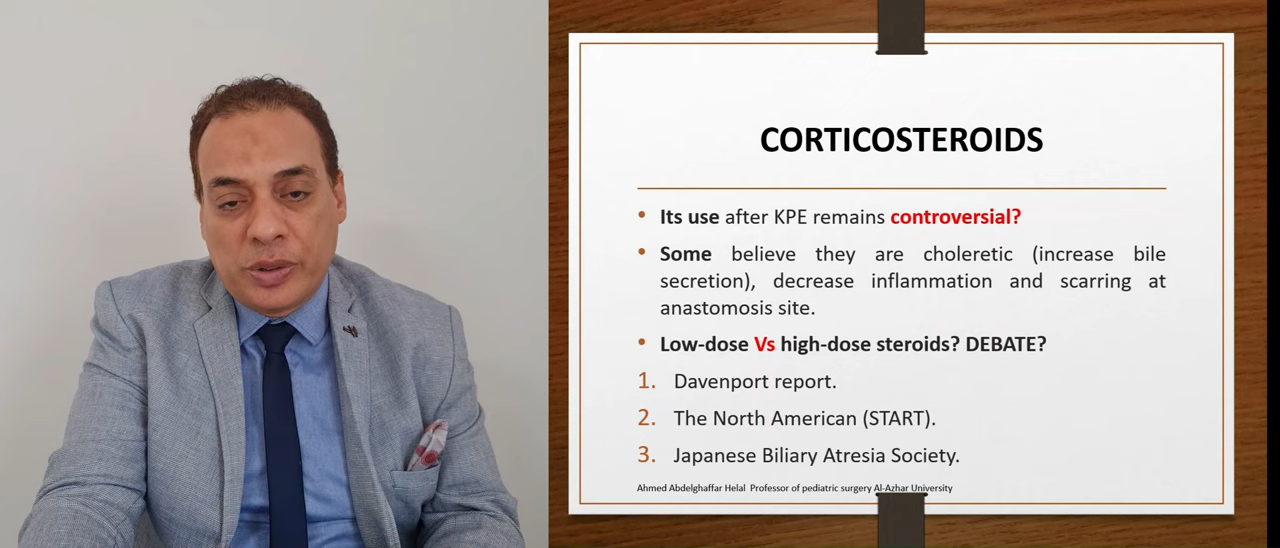 CORTICOSTEROIDS
• Its use after KPE remains controversial?
• Some believe they are choleretic (increase bile
secretion), decrease inflammation and scarring at
anastomosis site.
• Low-dose Vs high-dose steroids? DEBATE?
1. Davenport report.
2. The North American (START).
3. Japanese Biliary Atresia Society.
Ahmed Abdelghaffar Helal Professor of pediatric surgery Al-Azhar University